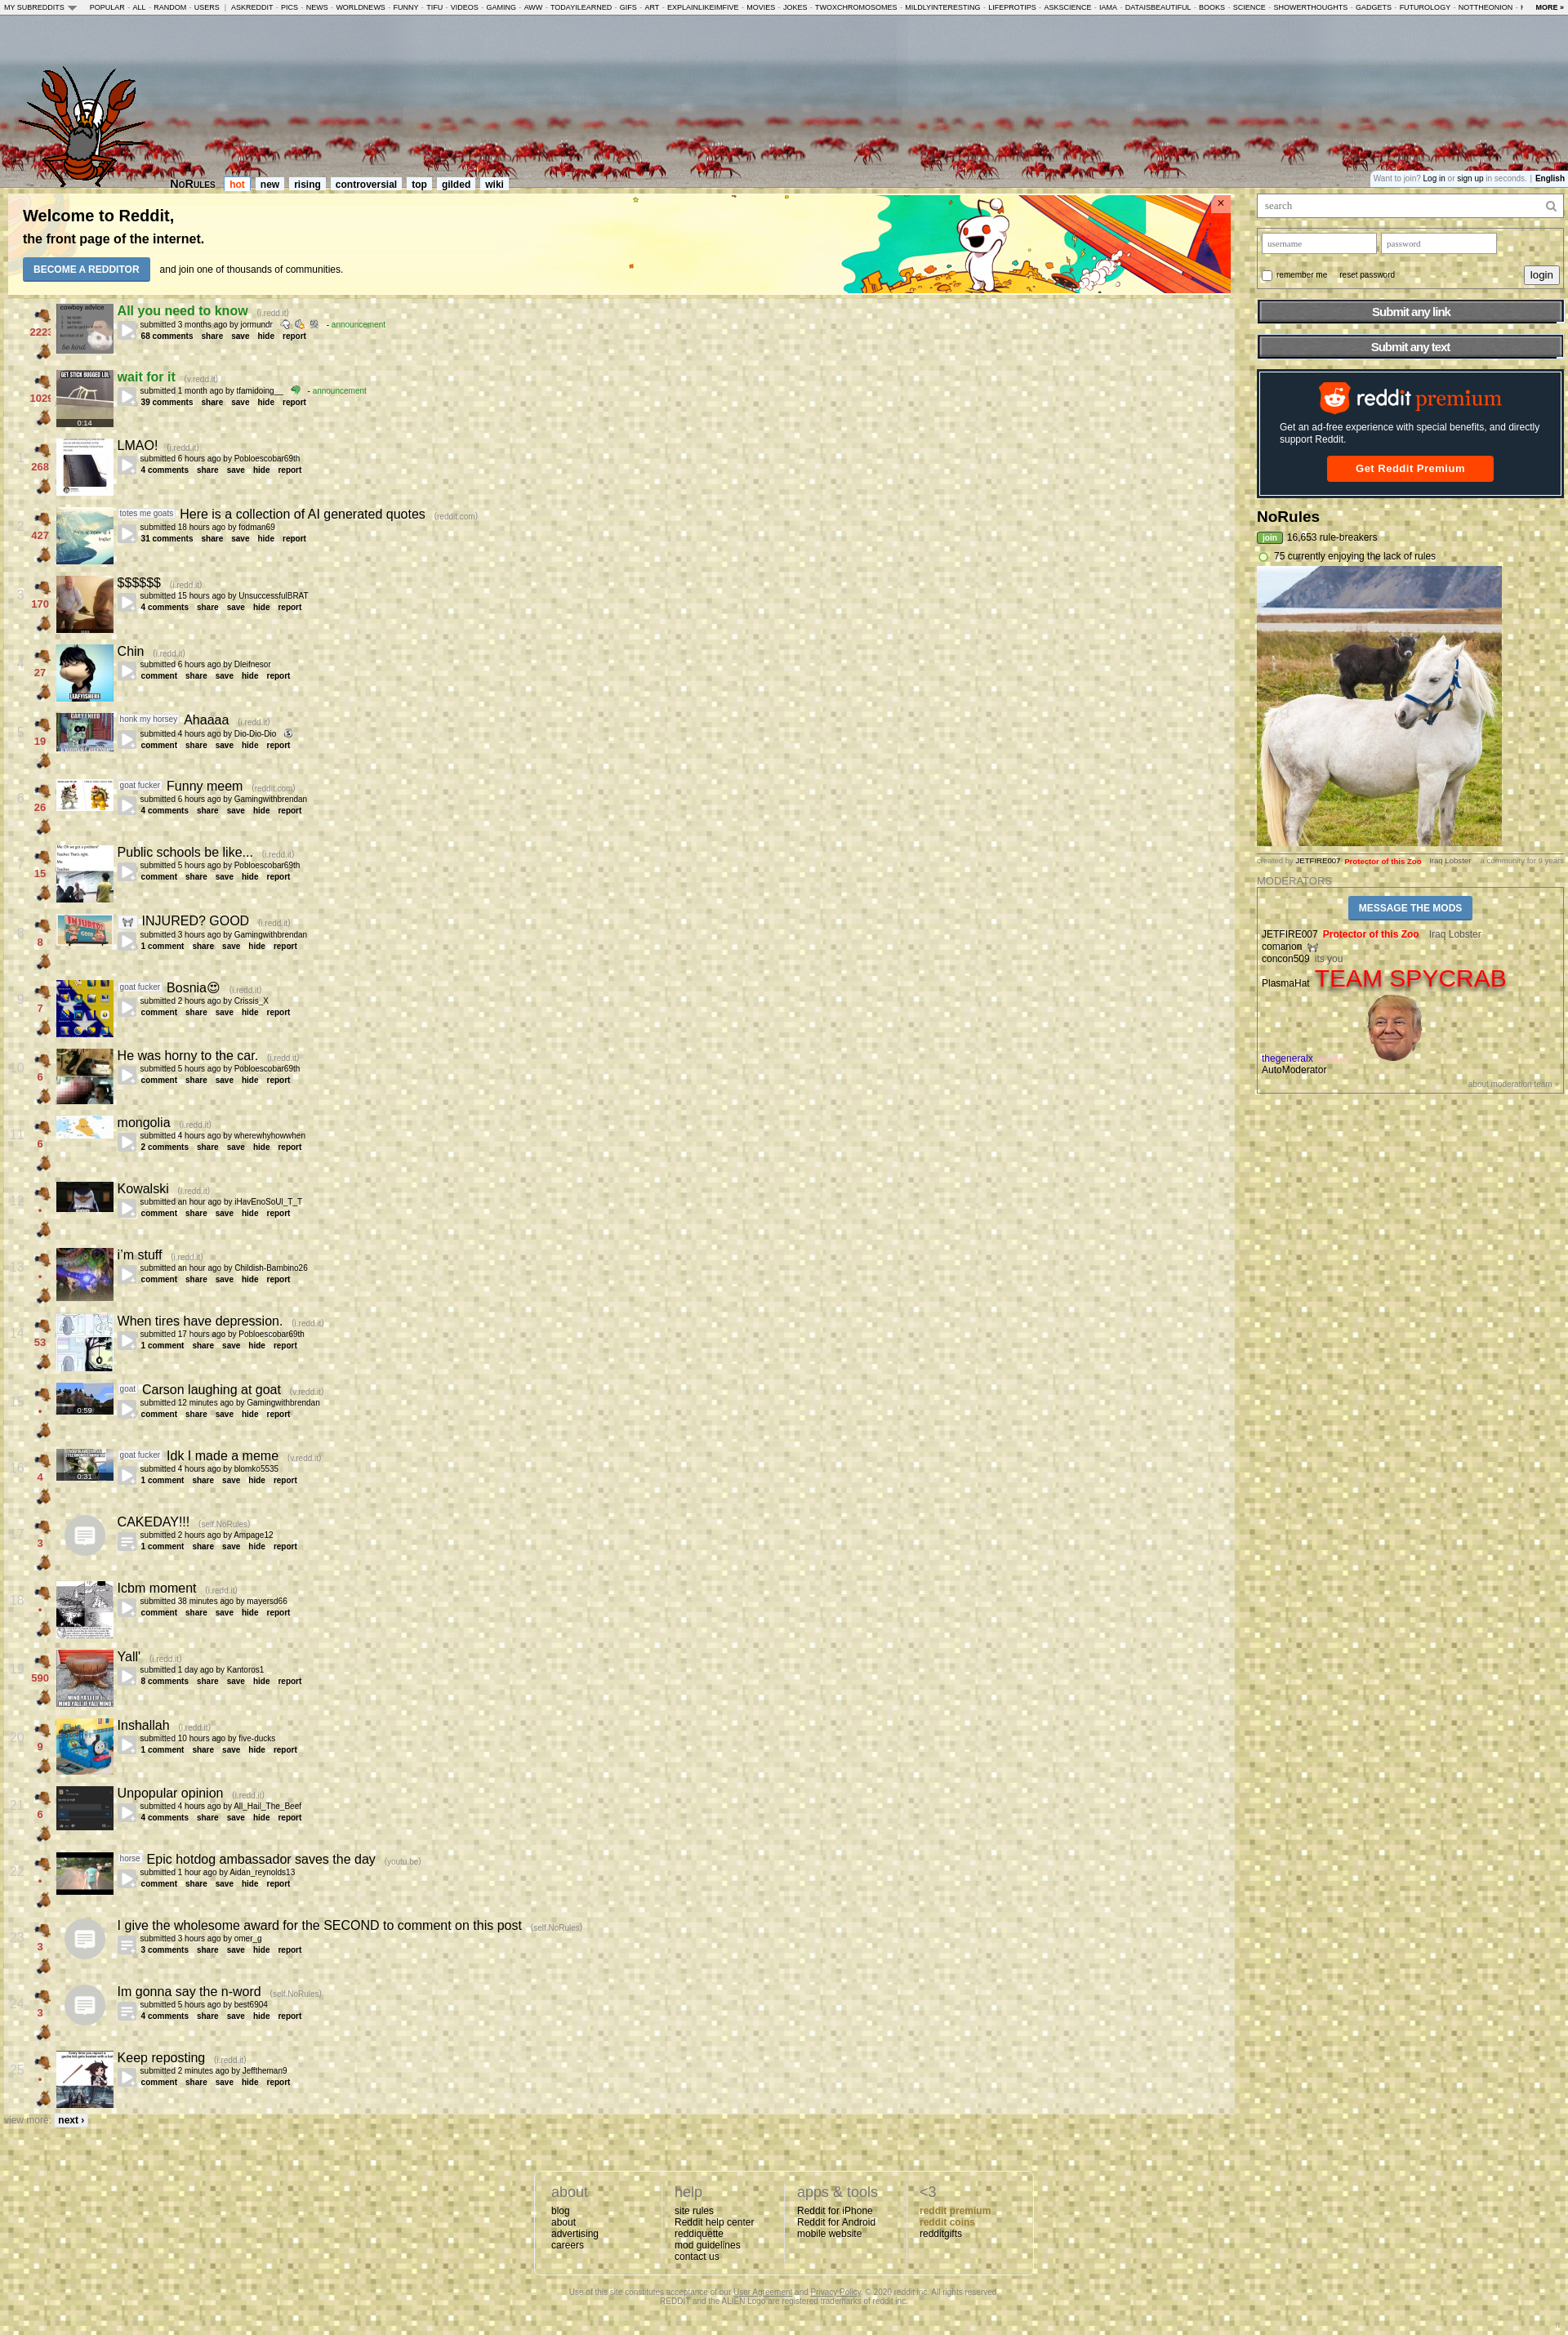 MY SUBREDDITS POPULAR - ALL - RANDOM - USERS | ASKREDDIT - PICS - NEWS - WORLDNEWS - FUNNY - TIFU - VIDEOS - GAMING - AWW - TODAYILEARNED - GIFS - ART - EXPLAINLIKEIMFIVE - MOVIES - JOKES - TWOXCHROMOSOMES - MILDLYINTERESTING - LIFEPROTIPS - ASKSCIENCE - IAMA - DATAISBEAUTIFUL - BOOKS - SCIENCE - SHOWERTHOUGHTS - GADGETS - FUTUROLOGY - NOTTHEONION - MORE »
NoRules hot new rising controversial top gilded wiki
Want to join? Log in or sign up in seconds. | English
Welcome to Reddit,
the front page of the internet.
BECOME A REDDITOR and join one of thousands of communities.
×
All you need to know (i.redd.it)
2223
submitted 3 months ago by jormundr - announcement
68 comments share save hide report
cowboy advice
be kind
wait for it (v.redd.it)
1029
submitted 1 month ago by tfamidoing__ - announcement
39 comments share save hide report
GET STICK BUGGED LOL
0:14
1
LMAO! (i.redd.it)
268
submitted 6 hours ago by Pobloescobar69th
4 comments share save hide report
2
totes me goats Here is a collection of AI generated quotes (reddit.com)
427
submitted 18 hours ago by fodman69
31 comments share save hide report
3
$$$$$$ (i.redd.it)
170
submitted 15 hours ago by UnsuccessfulBRAT
4 comments share save hide report
4
Chin (i.redd.it)
27
submitted 6 hours ago by Dleifnesor
comment share save hide report
LEAFYISHERE
5
honk my horsey Ahaaaa (i.redd.it)
19
submitted 4 hours ago by Dio-Dio-Dio
comment share save hide report
GARY I NEED
6
goat fucker Funny meem (reddit.com)
26
submitted 6 hours ago by Gamingwithbrendan
4 comments share save hide report
7
Public schools be like... (i.redd.it)
15
submitted 5 hours ago by Pobloescobar69th
4 comments share save hide report
8
INJURED? GOOD (i.redd.it)
8
submitted 3 hours ago by Gamingwithbrendan
1 comment share save hide report
INJURED
GOOD
9
goat fucker Bosnia😍 (i.redd.it)
7
submitted 2 hours ago by Crissis_X
comment share save hide report
10
He was horny to the car. (i.redd.it)
6
submitted 5 hours ago by Pobloescobar69th
comment share save hide report
11
mongolia (i.redd.it)
6
submitted 4 hours ago by wherewhyhowwhen
2 comments share save hide report
12
Kowalski (i.redd.it)
•
submitted an hour ago by iHavEnoSoUl_T_T
comment share save hide report
13
i'm stuff (i.redd.it)
•
submitted an hour ago by Childish-Bambino26
comment share save hide report
14
When tires have depression. (i.redd.it)
53
submitted 17 hours ago by Pobloescobar69th
1 comment share save hide report
15
goat Carson laughing at goat (v.redd.it)
•
submitted 12 minutes ago by Gamingwithbrendan
comment share save hide report
0:59
16
goat fucker Idk I made a meme (v.redd.it)
4
submitted 4 hours ago by blomko5535
1 comment share save hide report
0:31
17
CAKEDAY!!! (self.NoRules)
3
submitted 2 hours ago by Ampage12
1 comment share save hide report
18
Icbm moment (i.redd.it)
•
submitted 38 minutes ago by mayersd66
comment share save hide report
19
Yall' (i.redd.it)
590
submitted 1 day ago by Kantoros1
8 comments share save hide report
20
Inshallah (i.redd.it)
9
submitted 10 hours ago by five-ducks
1 comment share save hide report
21
Unpopular opinion (i.redd.it)
6
submitted 4 hours ago by All_Hail_The_Beef
4 comments share save hide report
22
horse Epic hotdog ambassador saves the day (youtu.be)
•
submitted 1 hour ago by Aidan_reynolds13
comment share save hide report
23
I give the wholesome award for the SECOND to comment on this post (self.NoRules)
3
submitted 3 hours ago by omer_g
3 comments share save hide report
24
Im gonna say the n-word (self.NoRules)
3
submitted 5 hours ago by best6904
4 comments share save hide report
25
Keep reposting (i.redd.it)
•
submitted 2 minutes ago by Jefftheman9
comment share save hide report
view more: next ›
search
username password
remember me reset password login
Submit any link
Submit any text
reddit premium
Get an ad-free experience with special benefits, and directly
support Reddit.
Get Reddit Premium
NoRules
join 16,653 rule-breakers
75 currently enjoying the lack of rules
created by JETFIRE007 Protector of this Zoo Iraq Lobster a community for 9 years
MODERATORS
MESSAGE THE MODS
JETFIRE007 Protector of this Zoo Iraq Lobster
comanon
concon509 its you
PlasmaHat TEAM SPYCRAB
thegeneralx
AutoModerator
about moderation team »
about
blog
about
advertising
careers
help
site rules
Reddit help center
reddiquette
mod guidelines
contact us
apps & tools
Reddit for iPhone
Reddit for Android
mobile website
<3
reddit premium
reddit coins
redditgifts
Use of this site constitutes acceptance of our User Agreement and Privacy Policy. © 2020 reddit inc. All rights reserved.
REDDIT and the ALIEN Logo are registered trademarks of reddit inc.